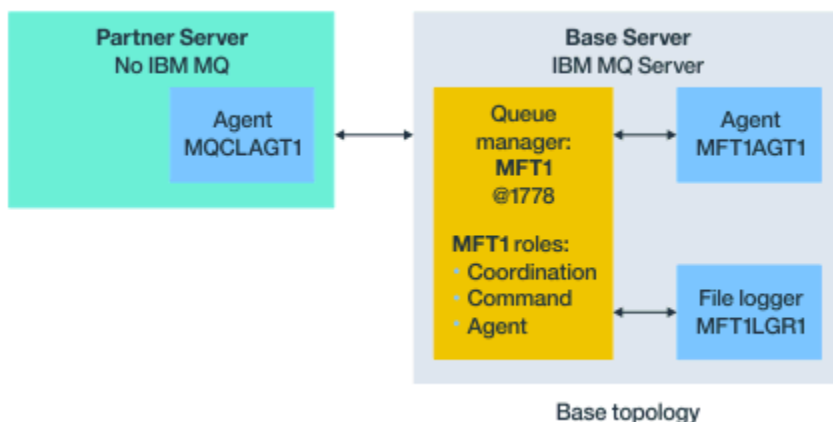 Partner Server
No IBM MQ
Agent
MQCLAGT1
Base Server
IBM MQ Server
Queue
manager:
MFT1
@1778
MFT1 roles:
• Coordination
• Command
• Agent
Agent
MFT1AGT1
File logger
MFT1LGR1
Base topology